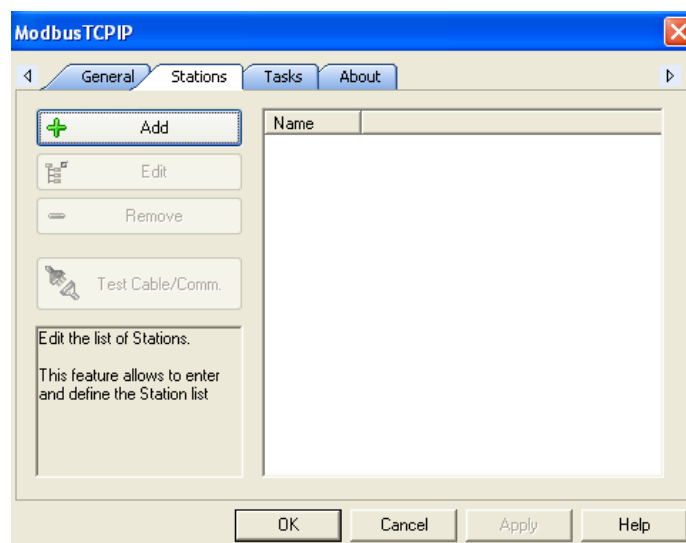 ModbusTCPIP
General Stations Tasks About
Add
Name
Edit
Remove
Test Cable/Comm.
Edit the list of Stations.
This feature allows to enter
and define the Station list
OK Cancel Apply Help